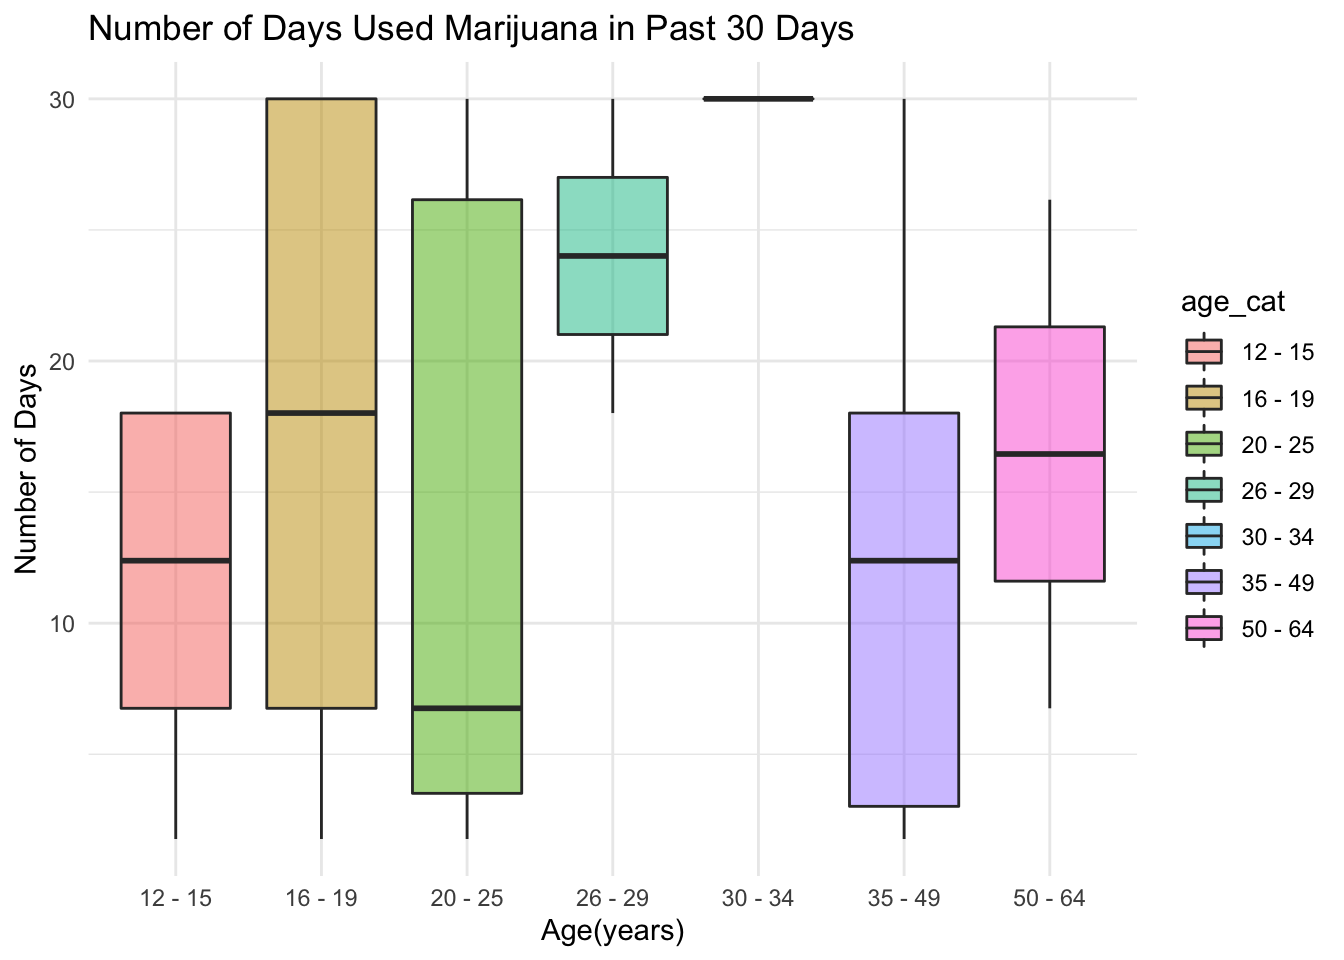 Number of Days Used Marijuana in Past 30 Days
30
20
10
Number of Days
12 - 15
16 - 19
20 - 25
26 - 29
30 - 34
35 - 49
50 - 64
Age(years)
age_cat
12 - 15
16 - 19
20 - 25
26 - 29
30 - 34
35 - 49
50 - 64